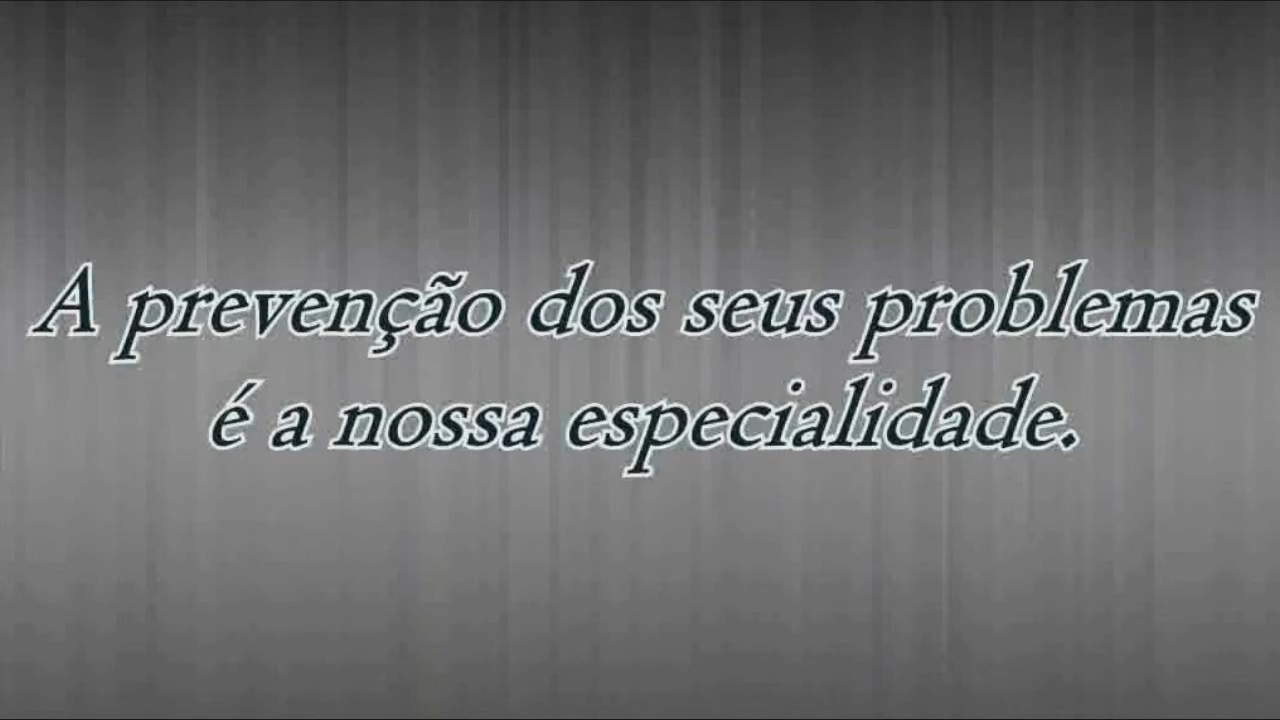 A prevenção dos seus problemas
é a nossa especialidade.